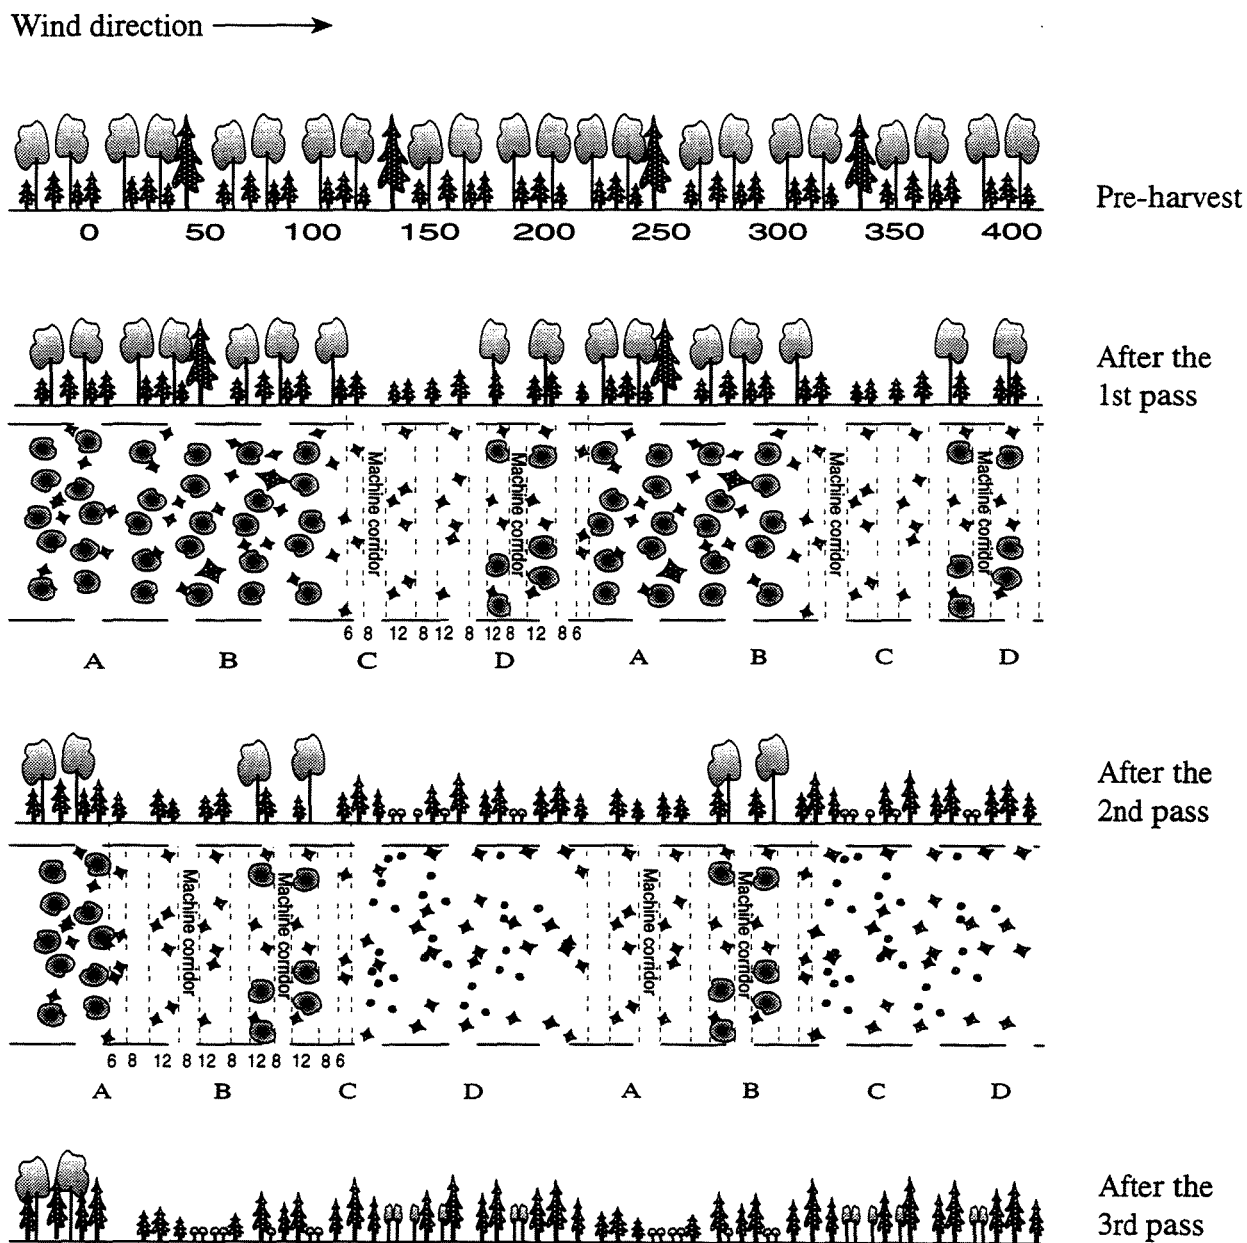 Wind direction
Pre-harvest
0 50 100 150 200 250 300 350 400
After the
1st pass
Machine corridor Machine corridor Machine corridor Machine corridor
6 8 12 8 12 8 12 8 12 8 6
A B C D A B C D
After the
2nd pass
Machine corridor Machine corridor Machine corridor Machine corridor
6 8 12 8 12 8 12 8 12 8 6
A B C D A B C D
After the
3rd pass